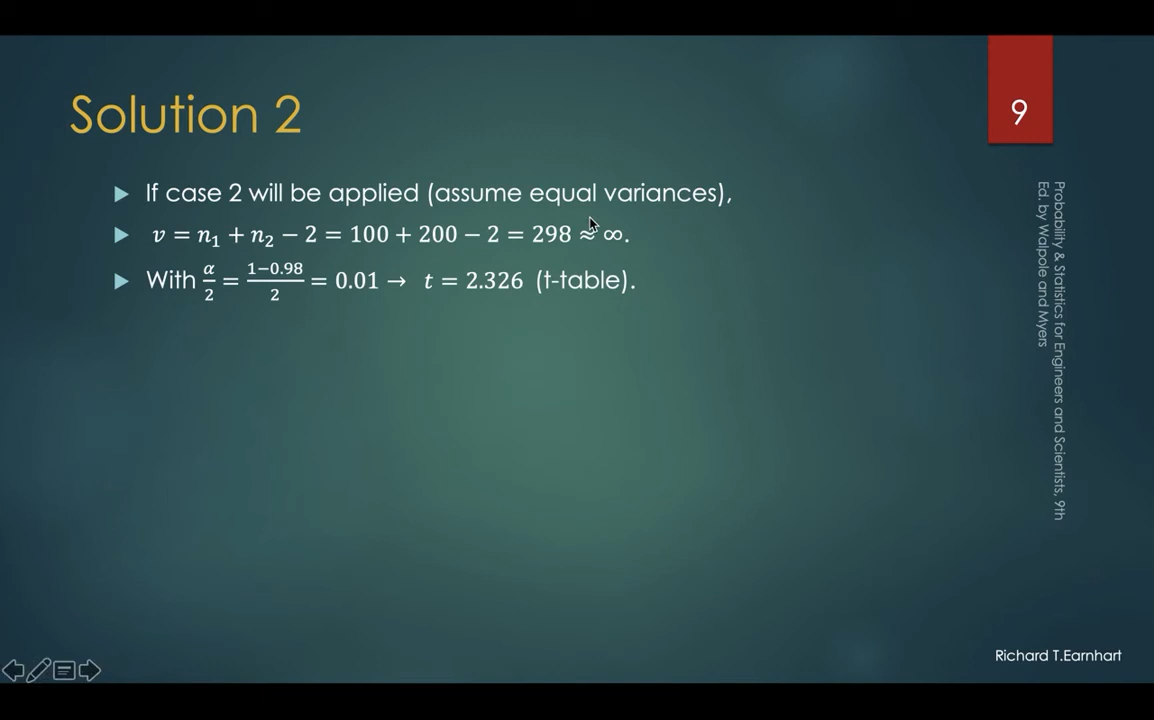 Solution 2
9
If case 2 will be applied (assume equal variances),
v = n₁ + n₂ − 2 = 100 + 200 − 2 = 298 ≈ ∞.
With α/2 = (1−0.98)/2 = 0.01 → t = 2.326 (t-table).
Probability & Statistics for Engineers and Scientists, 9th
Ed. by Walpole and Myers
Richard T.Earnhart